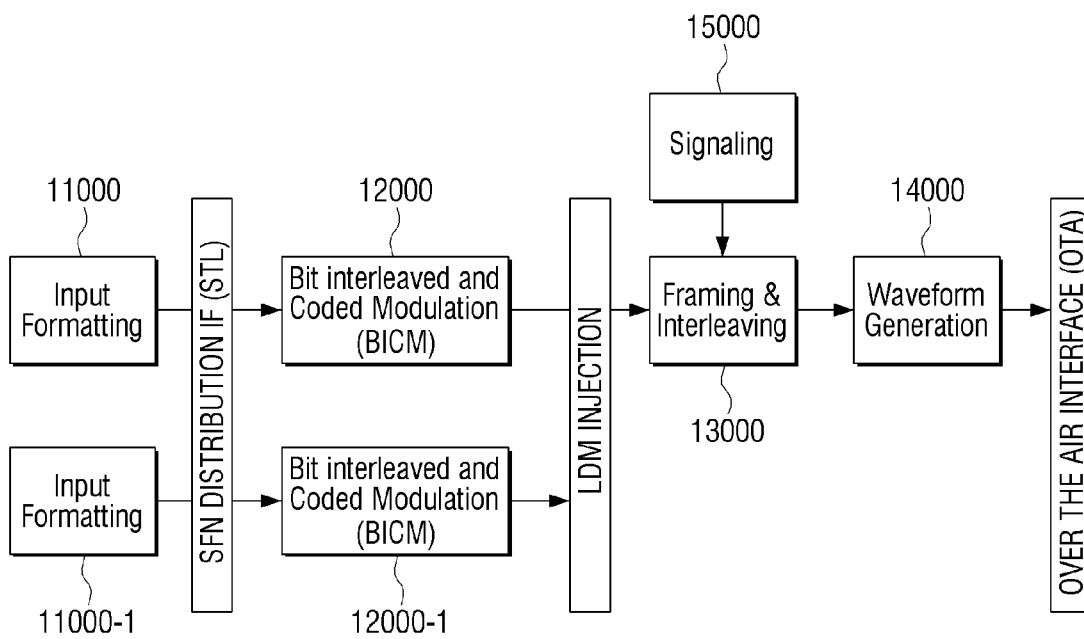 15000
Signaling
11000
12000
14000
Input
Formatting
SFN DISTRIBUTION IF (STL)
Bit interleaved and
Coded Modulation
(BICM)
LDM INJECTION
Framing &
Interleaving
Waveform
Generation
OVER THE AIR INTERFACE (OTA)
13000
Input
Formatting
Bit interleaved and
Coded Modulation
(BICM)
11000-1
12000-1